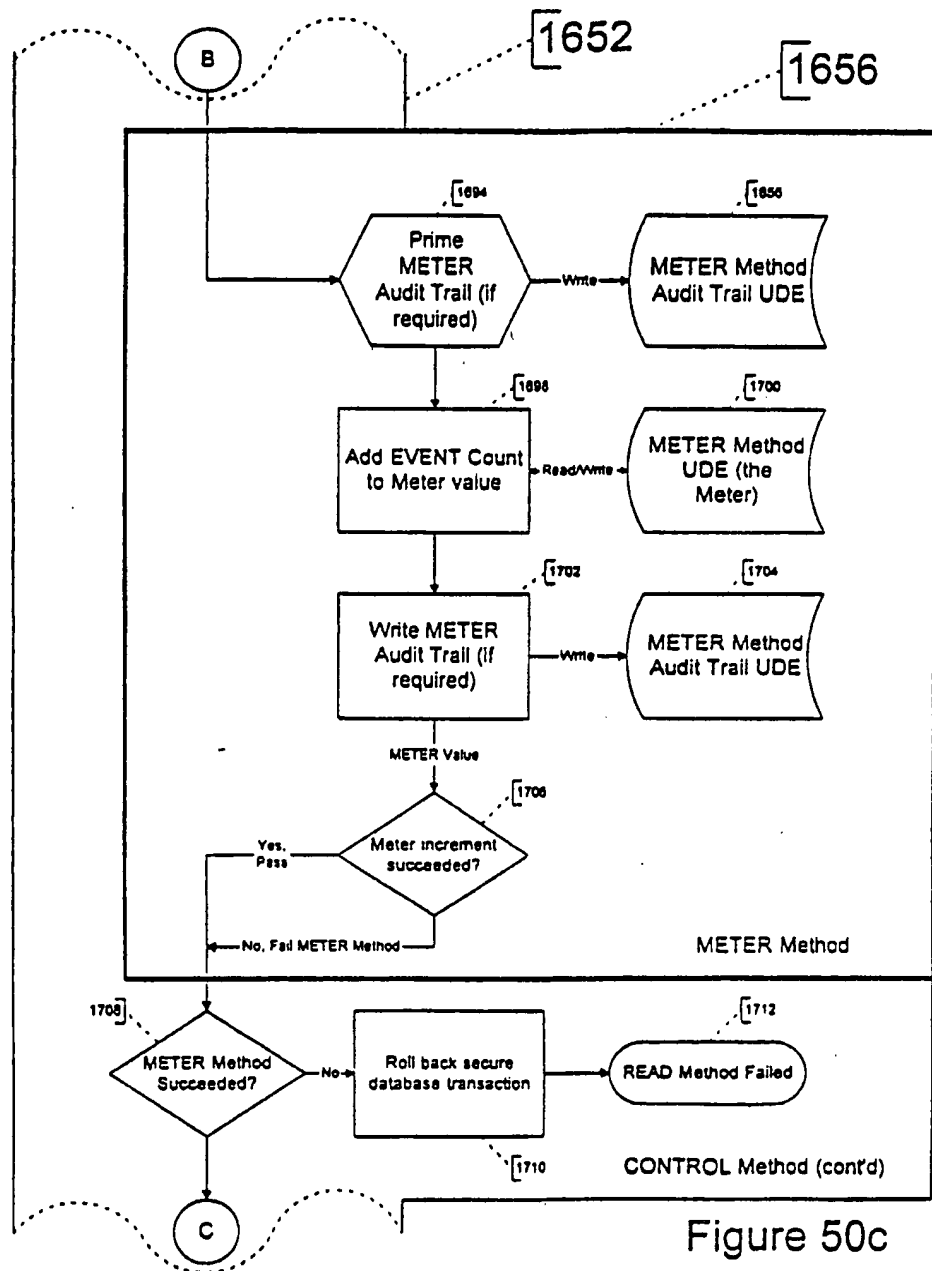 B
1652
1656
1694
Prime
METER
Audit Trail (if
required)
Write
1656
METER Method
Audit Trail UDE
1698
Add EVENT Count
to Meter value
Read/Write
1700
METER Method
UDE (the
Meter)
1702
Write METER
Audit Trail (if
required)
Write
1704
METER Method
Audit Trail UDE
METER Value
1706
Meter increment
succeeded?
Yes,
Pass
No, Fail METER Method
METER Method
1708
METER Method
Succeeded?
No
Roll back secure
database transaction
1710
1712
READ Method Failed
CONTROL Method (cont'd)
C
Figure 50c